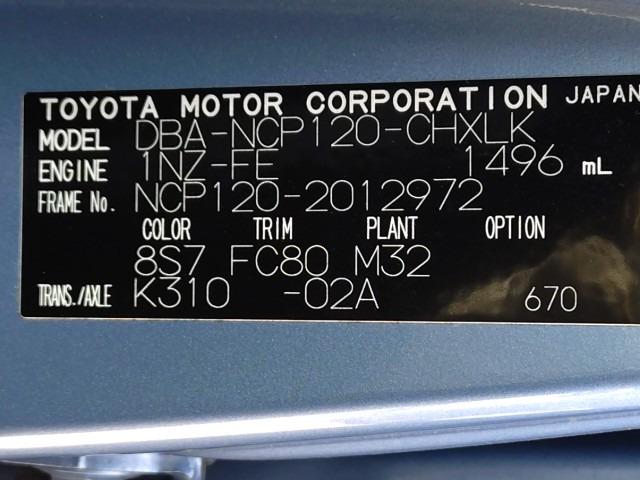 TOYOTA MOTOR CORPORATION JAPAN
MODEL DBA-NCP120-CHXLK
ENGINE 1NZ-FE 1496 mL
FRAME No. NCP120-2012972
COLOR TRIM PLANT OPTION
8S7 FC80 M32
TRANS./AXLE K310 -02A 670